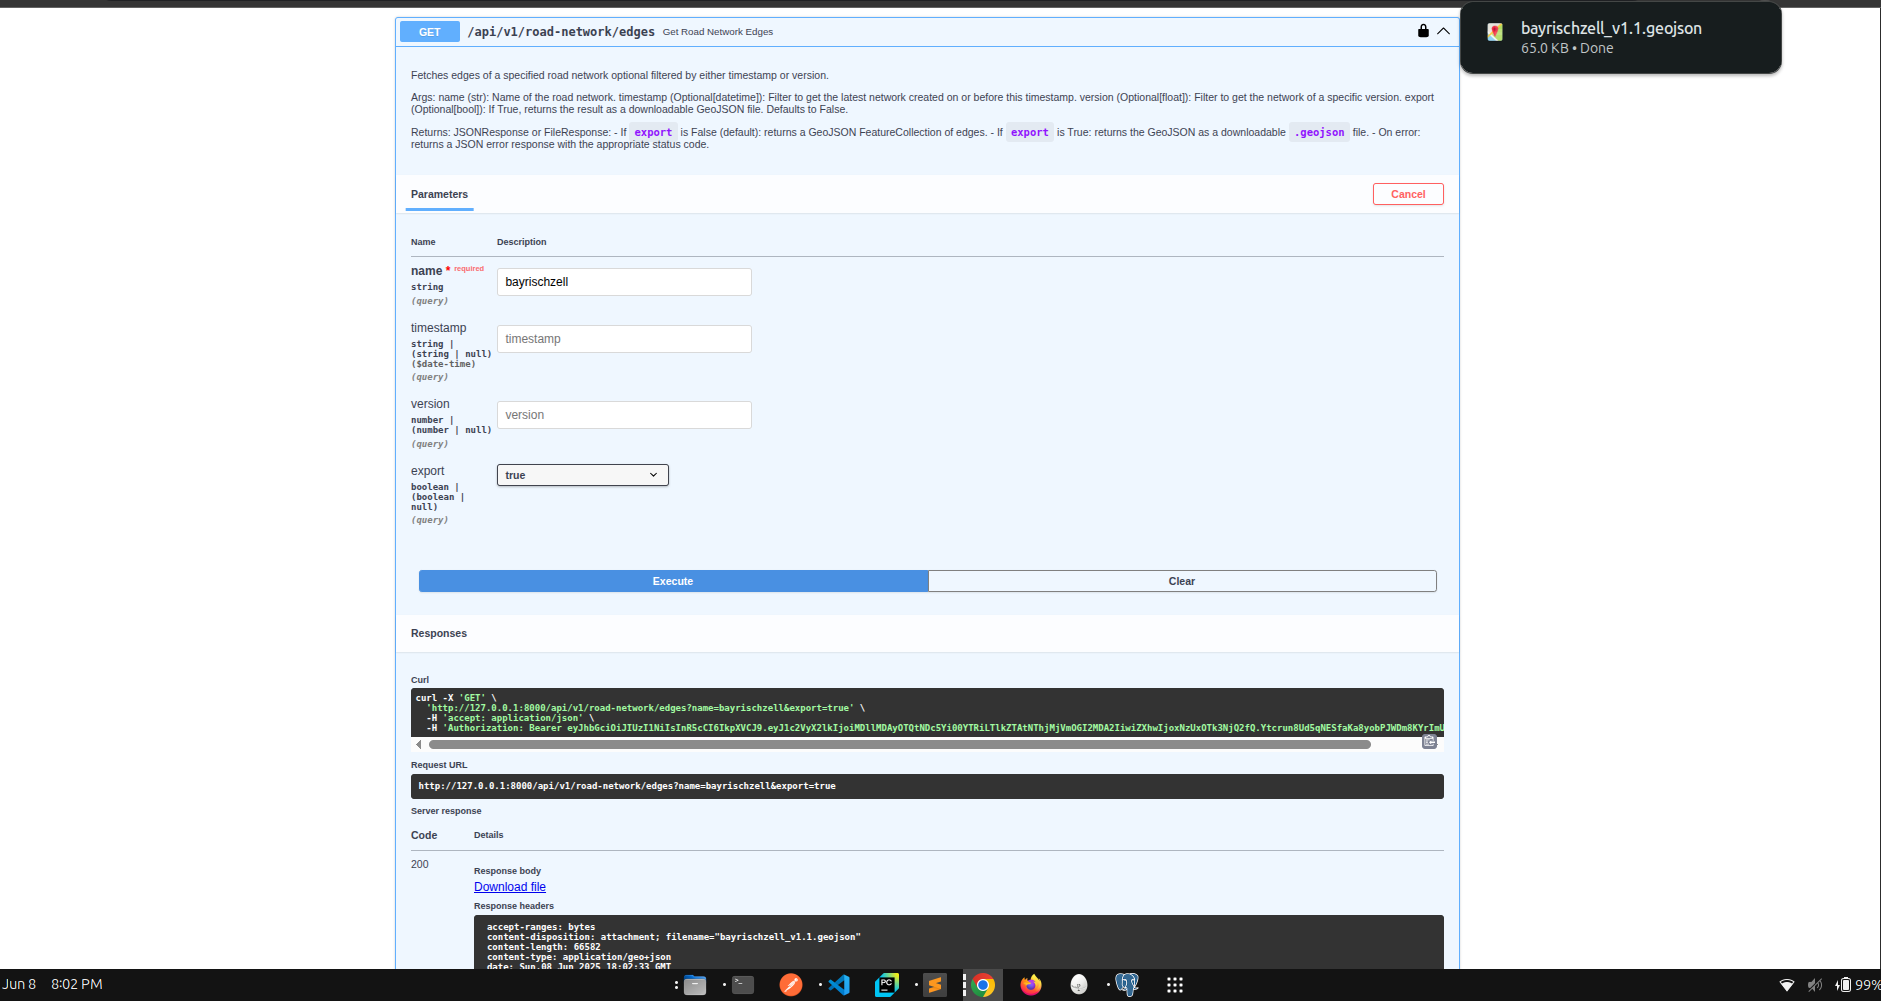 GET /api/v1/road-network/edges Get Road Network Edges
bayrischzell_v1.1.geojson
65.0 KB • Done
Fetches edges of a specified road network optional filtered by either timestamp or version.
Args: name (str): Name of the road network. timestamp (Optional[datetime]): Filter to get the latest network created on or before this timestamp. version (Optional[float]): Filter to get the network of a specific version. export
(Optional[bool]): If True, returns the result as a downloadable GeoJSON file. Defaults to False.
Returns: JSONResponse or FileResponse: - If export is False (default): returns a GeoJSON FeatureCollection of edges. - If export is True: returns the GeoJSON as a downloadable .geojson file. - On error:
returns a JSON error response with the appropriate status code.
Parameters
Cancel
Name Description
name * required
string
(query)
bayrischzell
timestamp
string |
(string | null)
($date-time)
(query)
timestamp
version
number |
(number | null)
(query)
version
export
boolean |
(boolean |
null)
(query)
true
Execute
Clear
Responses
Curl
curl -X 'GET' \
'http://127.0.0.1:8000/api/v1/road-network/edges?name=bayrischzell&export=true' \
-H 'accept: application/json' \
-H 'Authorization: Bearer
Request URL
http://127.0.0.1:8000/api/v1/road-network/edges?name=bayrischzell&export=true
Server response
Code Details
200
Response body
Download file
Response headers
accept-ranges: bytes
content-disposition: attachment; filename="bayrischzell_v1.1.geojson"
content-length: 66582
content-type: application/geo+json
date: Sun,08 Jun 2025 18:02:33 GMT
Jun 8 8:02 PM
PC
99%